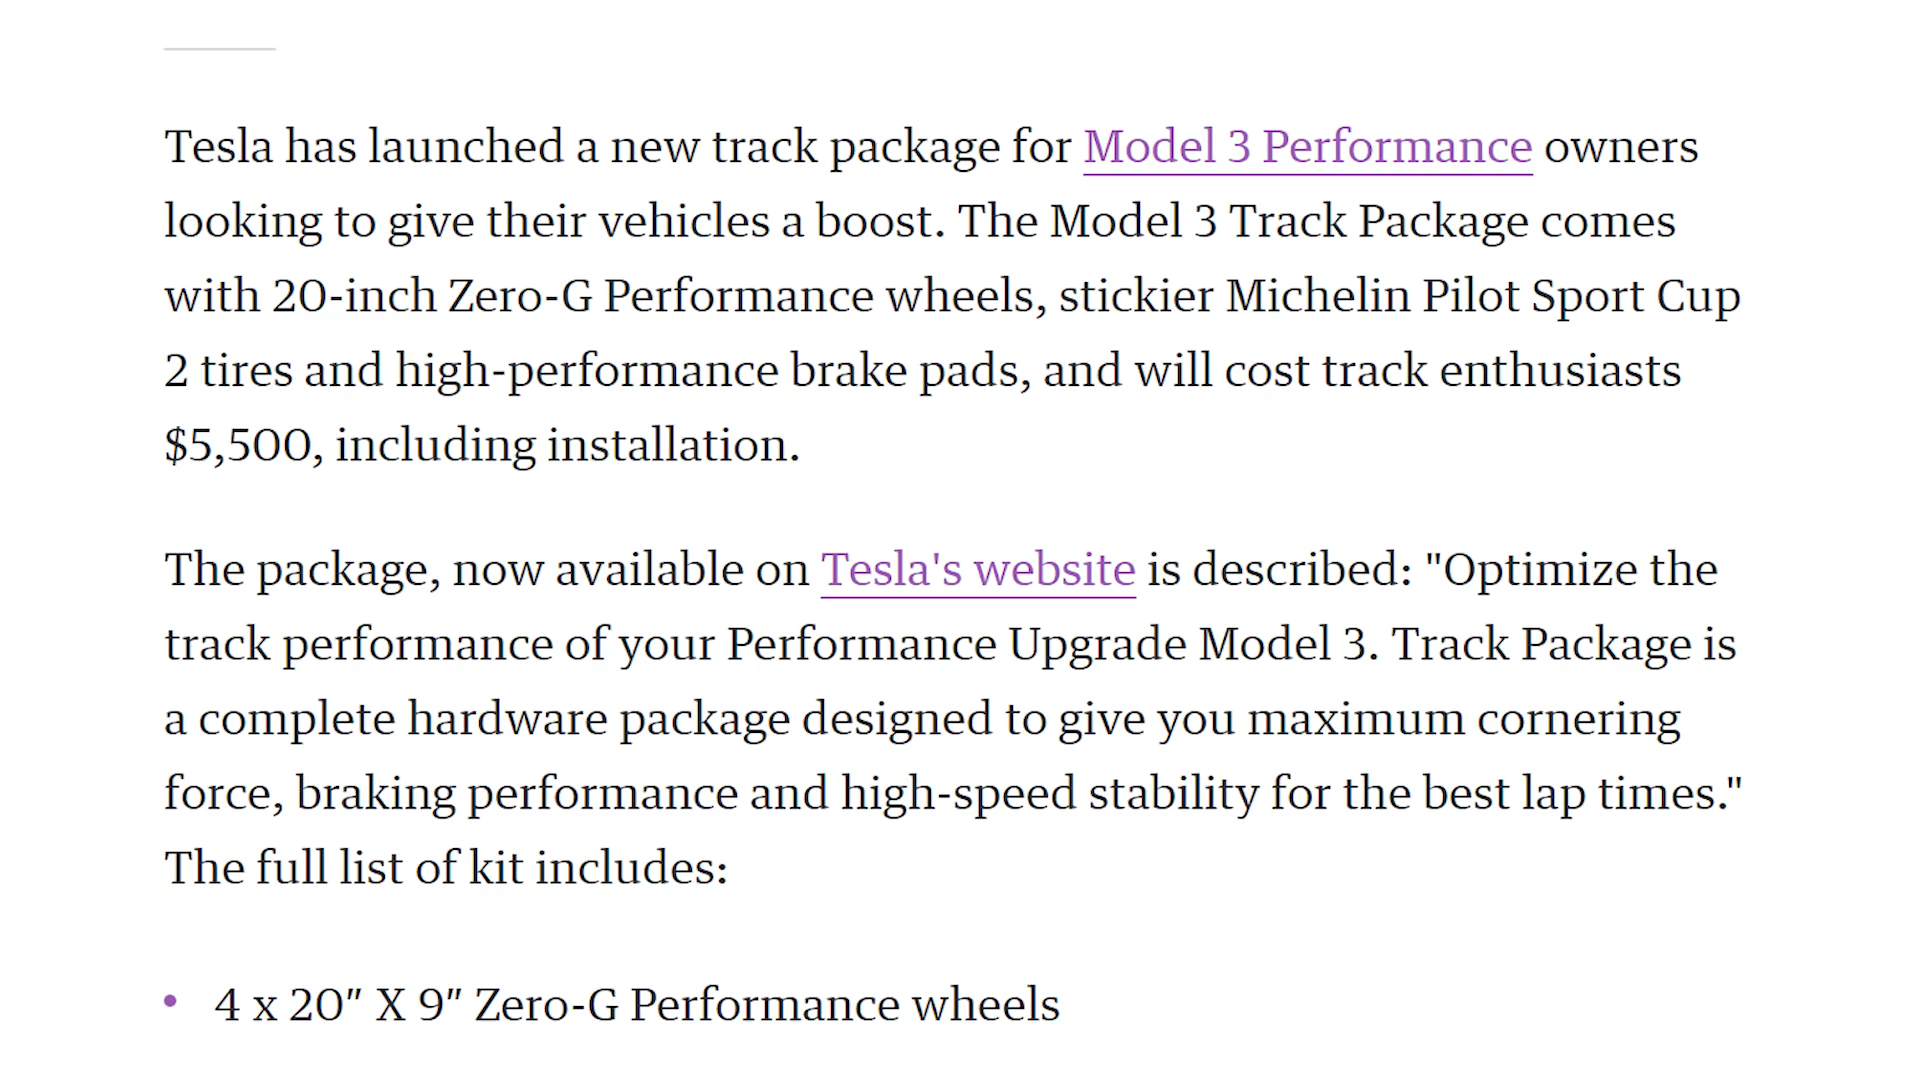 Tesla has launched a new track package for Model 3 Performance owners
looking to give their vehicles a boost. The Model 3 Track Package comes
with 20-inch Zero-G Performance wheels, stickier Michelin Pilot Sport Cup
2 tires and high-performance brake pads, and will cost track enthusiasts
$5,500, including installation.
The package, now available on Tesla's website is described: "Optimize the
track performance of your Performance Upgrade Model 3. Track Package is
a complete hardware package designed to give you maximum cornering
force, braking performance and high-speed stability for the best lap times."
The full list of kit includes:
• 4 x 20″ X 9″ Zero-G Performance wheels